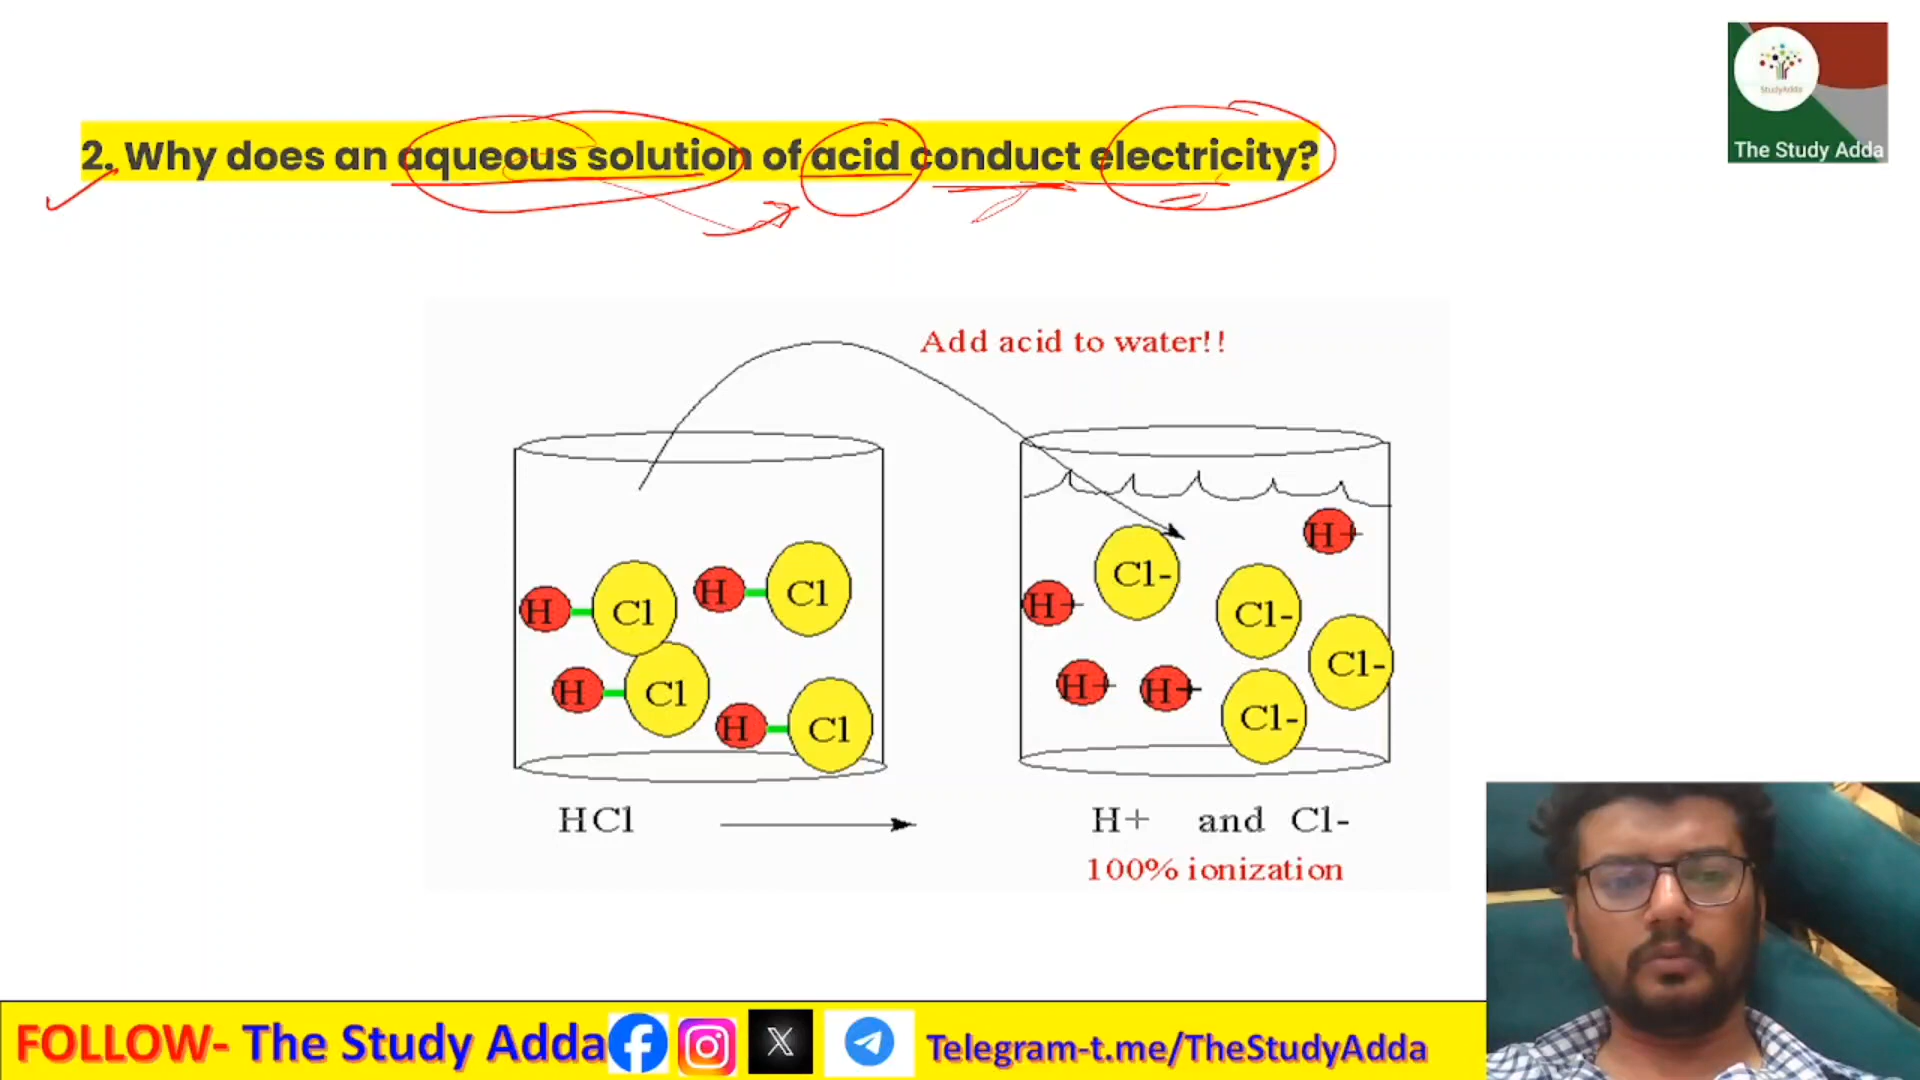 StudyAdda
The Study Adda
2. Why does an aqueous solution of acid conduct electricity?
Add acid to water!!
H Cl H Cl
H Cl H Cl
H+ Cl- Cl- H+
H+ H+ Cl- Cl-
HCl H+ and Cl-
100% ionization
FOLLOW- The Study Adda Telegram-t.me/TheStudyAdda